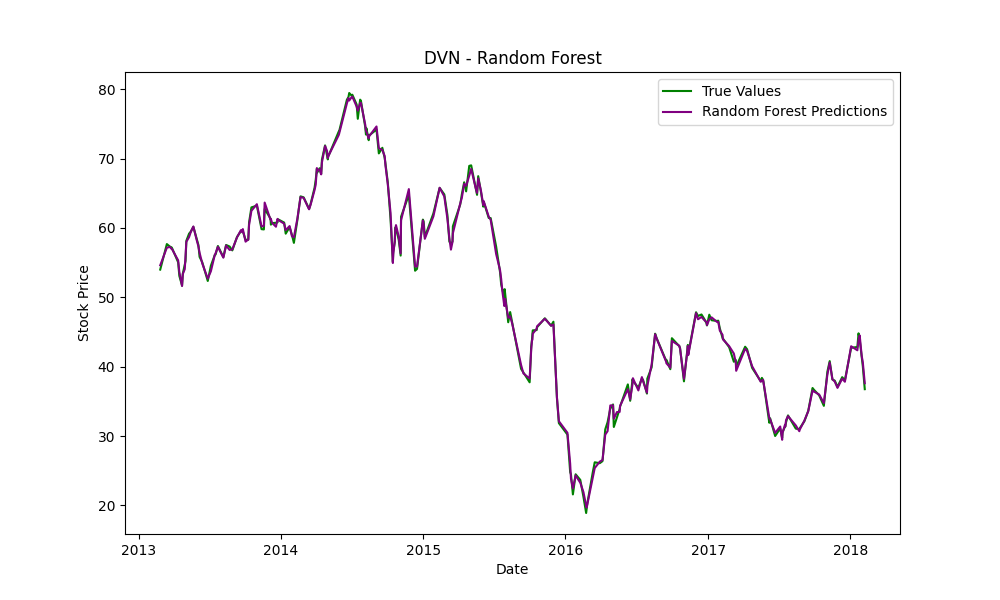 DVN - Random Forest
True Values
Random Forest Predictions
Stock Price
80
70
60
50
40
30
20
2013
2014
2015
2016
2017
2018
Date